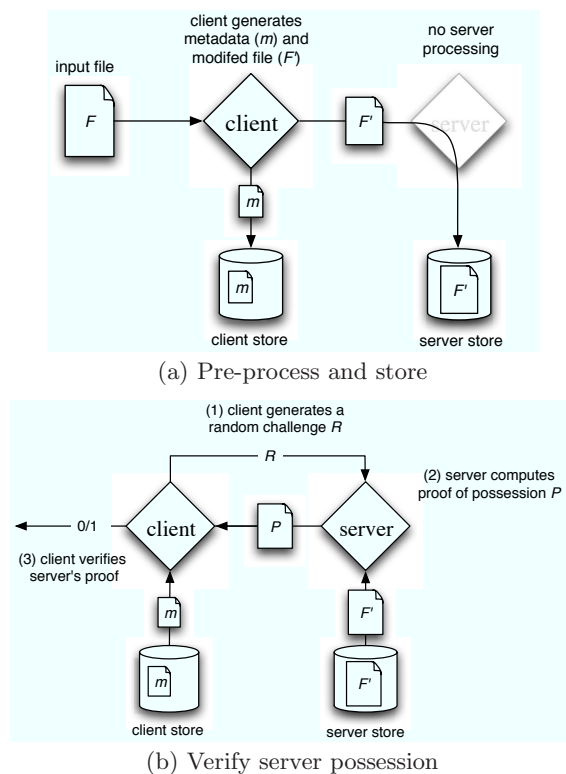 client generates
metadata (m) and
modifed file (F')
no server
processing
input file
F
client
F'
server
m
m
F'
client store
server store
(a) Pre-process and store
(1) client generates a
random challenge R
R
(2) server computes
proof of possession P
0/1
client
P
server
(3) client verifies
server's proof
m
F'
m
F'
client store
server store
(b) Verify server possession